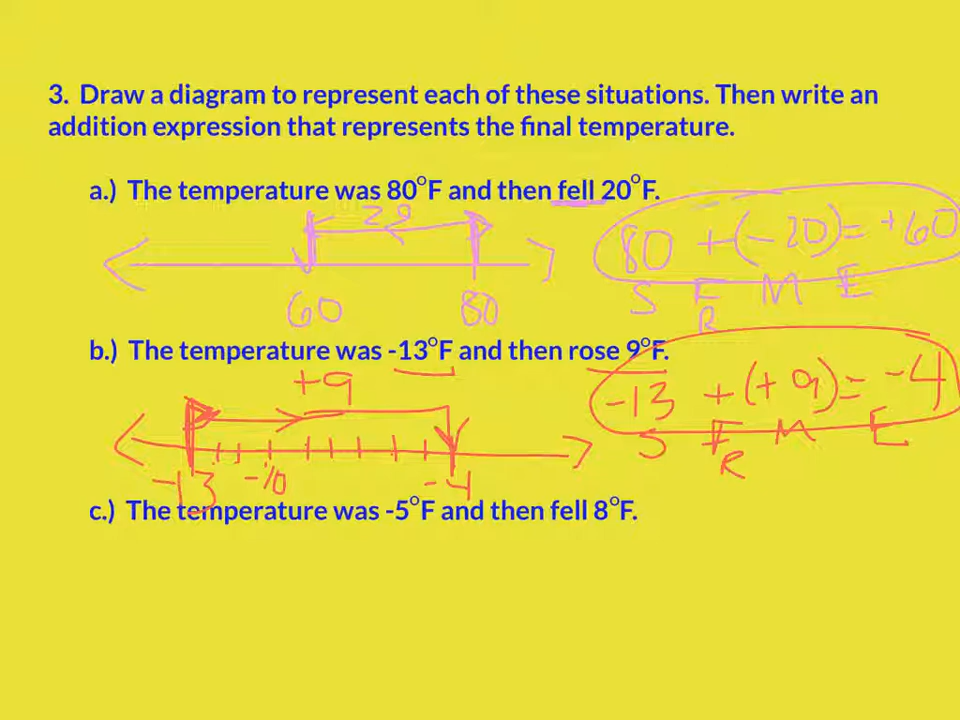 3. Draw a diagram to represent each of these situations. Then write an
addition expression that represents the final temperature.
a.) The temperature was 80°F and then fell 20°F.
20
80 + (-20) = +60
60 80
S F M E
R
b.) The temperature was -13°F and then rose 9°F.
+9
-13 + (+9) = -4
-13 -10 -4
S F M E
R
c.) The temperature was -5°F and then fell 8°F.